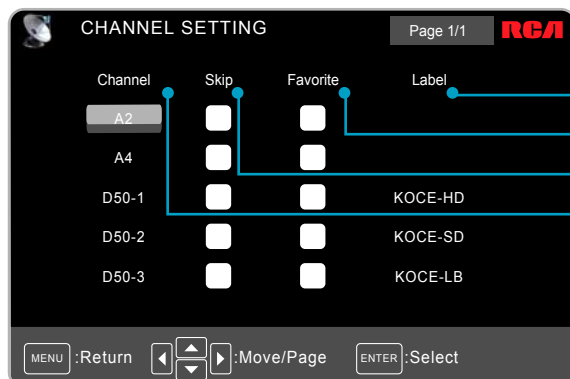 CHANNEL SETTING Page 1/1 RCA
Channel Skip Favorite Label
A2
A4
D50-1 KOCE-HD
D50-2 KOCE-SD
D50-3 KOCE-LB
MENU :Return :Move/Page ENTER :Select